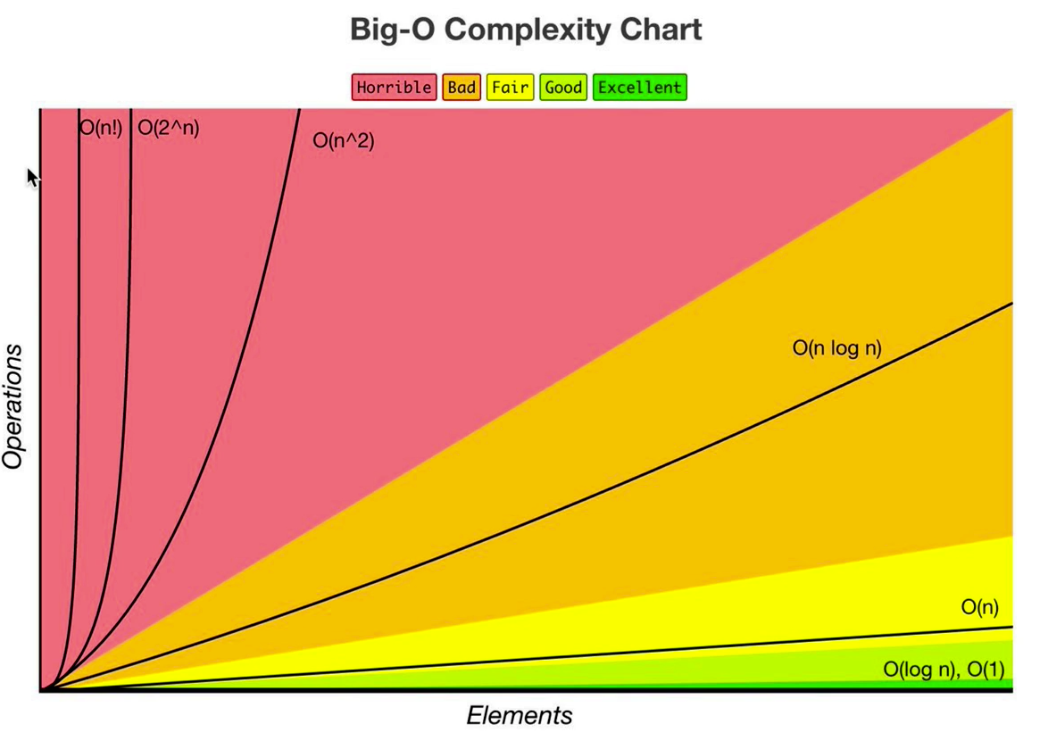 Big-O Complexity Chart
Horrible Bad Fair Good Excellent
O(n!) O(2^n)
O(n^2)
O(n log n)
O(n)
O(log n), O(1)
Operations
Elements